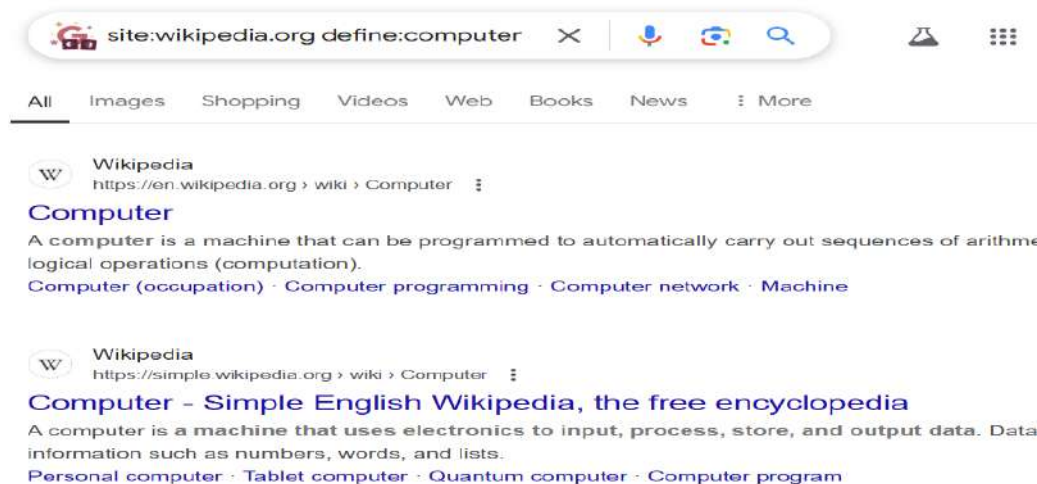 site:wikipedia.org define:computer
All Images Shopping Videos Web Books News More
Wikipedia
https://en.wikipedia.org › wiki › Computer
Computer
A computer is a machine that can be programmed to automatically carry out sequences of arithme
logical operations (computation).
Computer (occupation) · Computer programming · Computer network · Machine
Wikipedia
https://simple.wikipedia.org › wiki › Computer
Computer - Simple English Wikipedia, the free encyclopedia
A computer is a machine that uses electronics to input, process, store, and output data. Data
information such as numbers, words, and lists.
Personal computer · Tablet computer · Quantum computer · Computer program